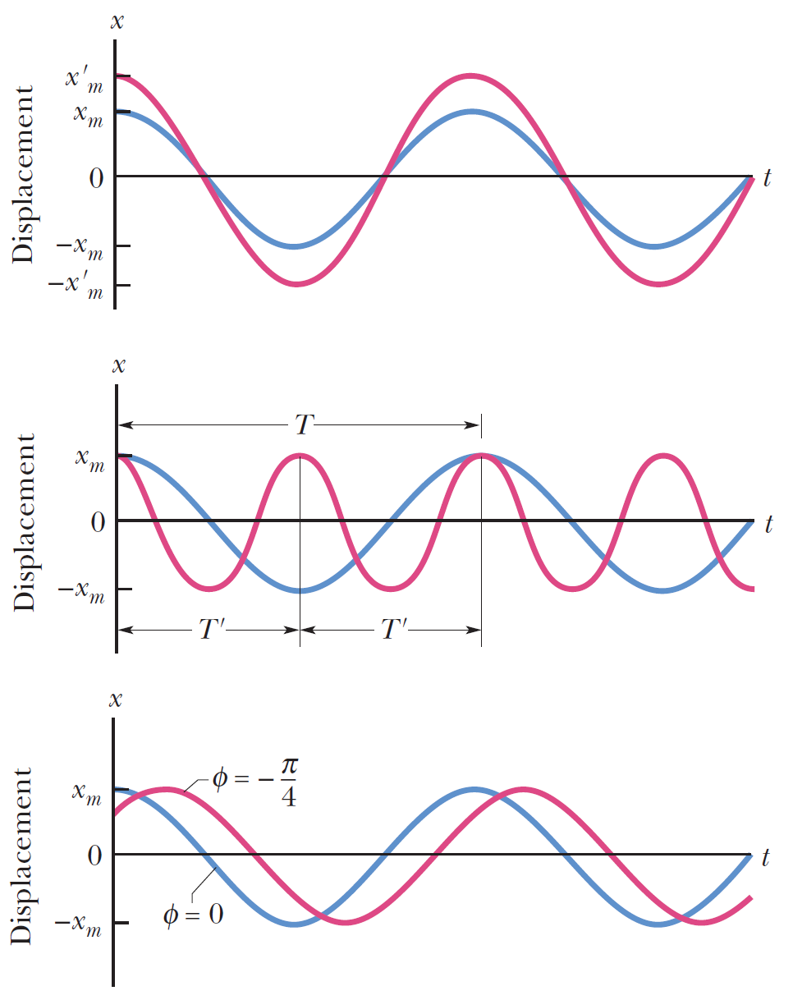 x
Displacement
x′m
xm
0
t
−xm
−x′m
x
Displacement
T
xm
0
t
−xm
T′ T′
x
Displacement
ϕ = − π/4
xm
0
t
ϕ = 0
−xm